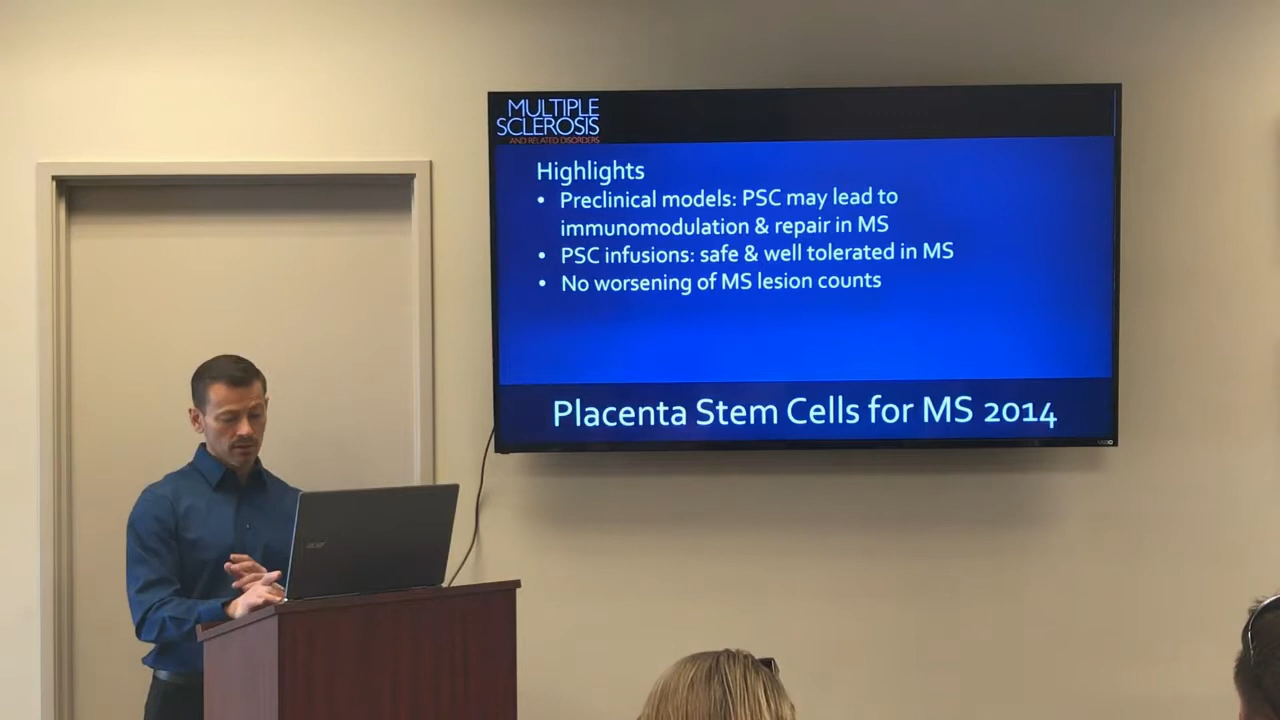 MULTIPLE
SCLEROSIS
AND RELATED DISORDERS
Highlights
• Preclinical models: PSC may lead to
immunomodulation & repair in MS
• PSC infusions: safe & well tolerated in MS
• No worsening of MS lesion counts
Placenta Stem Cells for MS 2014
VIZIO
acer